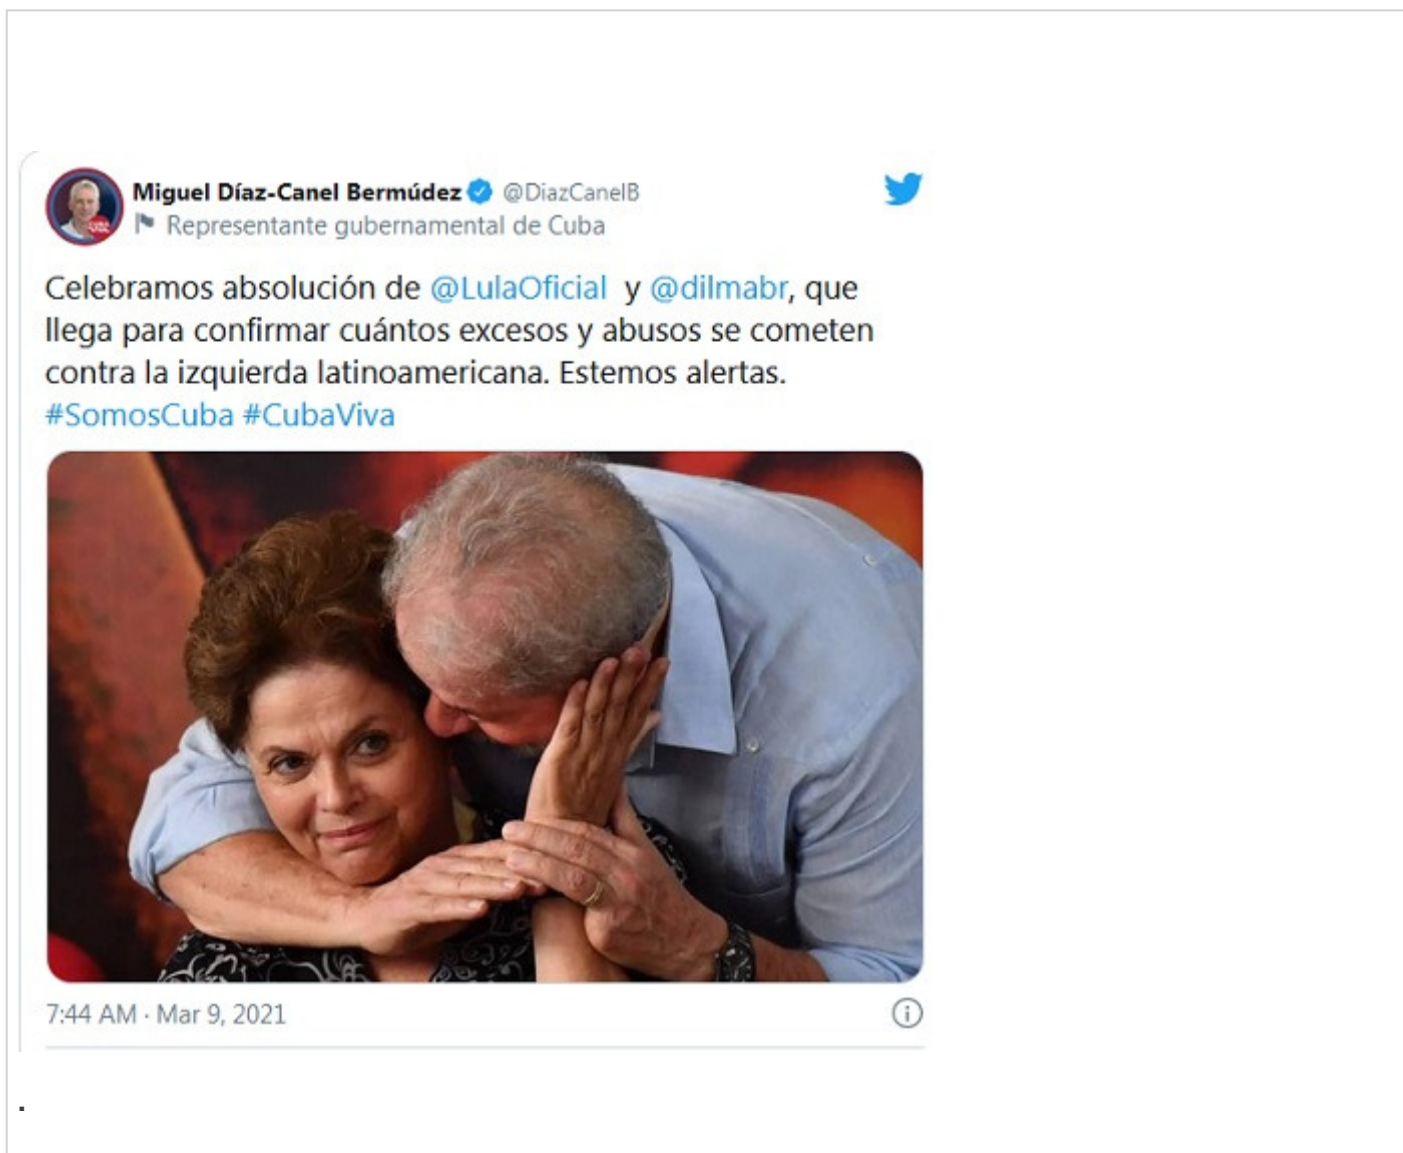 Miguel Díaz-Canel Bermúdez @DiazCanelB
Representante gubernamental de Cuba
Celebramos absolución de @LulaOficial y @dilmabr, que
llega para confirmar cuántos excesos y abusos se cometen
contra la izquierda latinoamericana. Estemos alertas.
#SomosCuba #CubaViva
7:44 AM · Mar 9, 2021
.